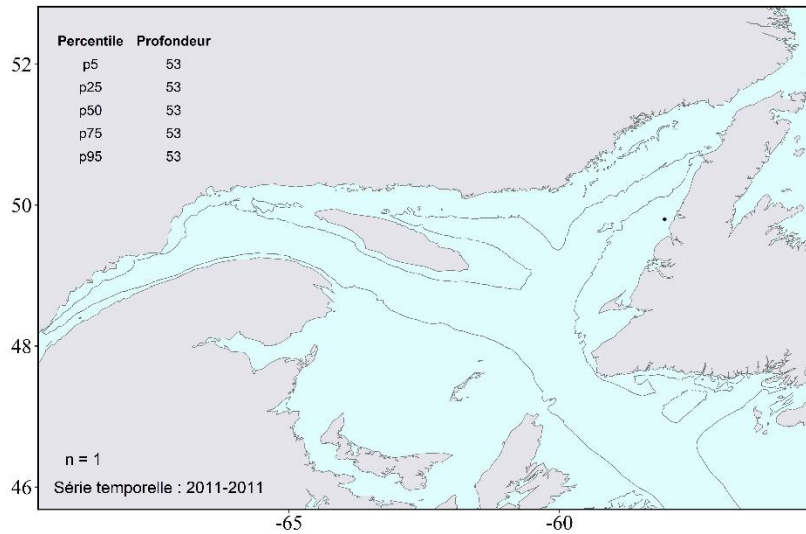 Percentile Profondeur
p5 53
p25 53
p50 53
p75 53
p95 53
52
50
48
46
n = 1
Série temporelle : 2011-2011
-65 -60